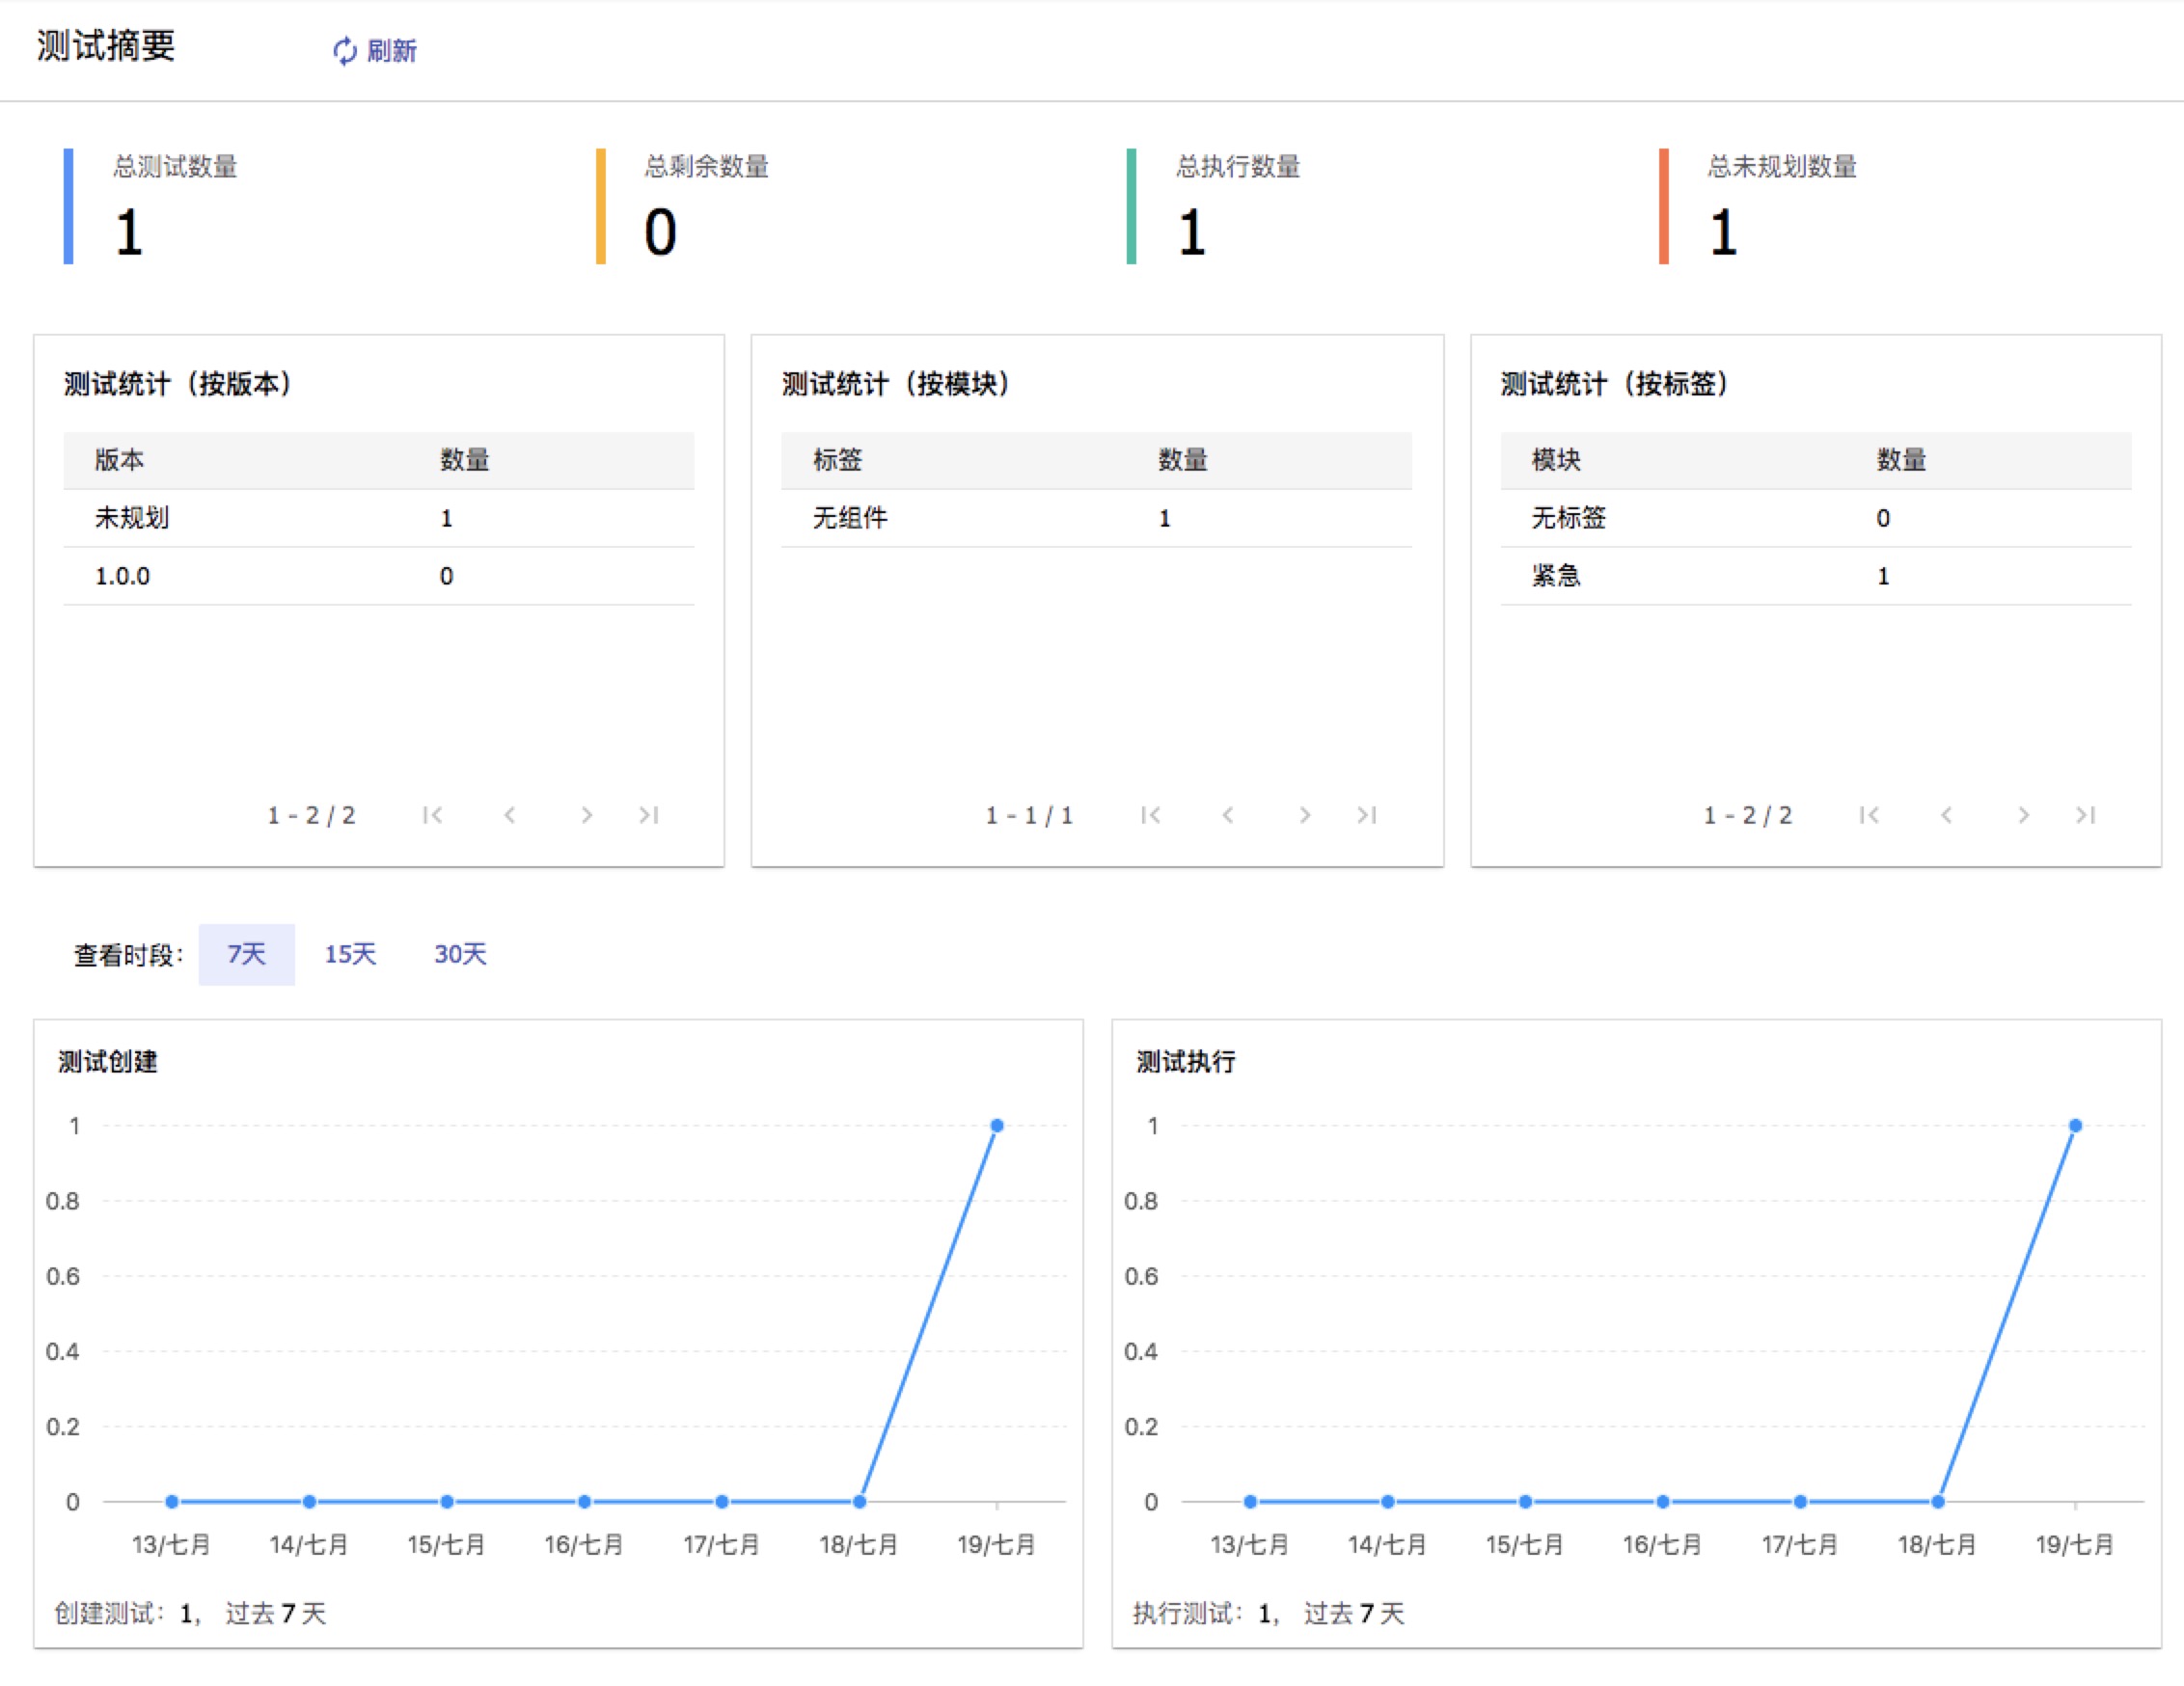 测试摘要 刷新
总测试数量 总剩余数量 总执行数量 总未规划数量
1 0 1 1
测试统计（按版本）
版本 数量
未规划 1
1.0.0 0
1 - 2 / 2
测试统计（按模块）
标签 数量
无组件 1
1 - 1 / 1
测试统计（按标签）
模块 数量
无标签 0
紧急 1
1 - 2 / 2
查看时段： 7天 15天 30天
测试创建
1
0.8
0.6
0.4
0.2
0
13/七月 14/七月 15/七月 16/七月 17/七月 18/七月 19/七月
创建测试：1， 过去 7 天
测试执行
1
0.8
0.6
0.4
0.2
0
13/七月 14/七月 15/七月 16/七月 17/七月 18/七月 19/七月
执行测试：1， 过去 7 天